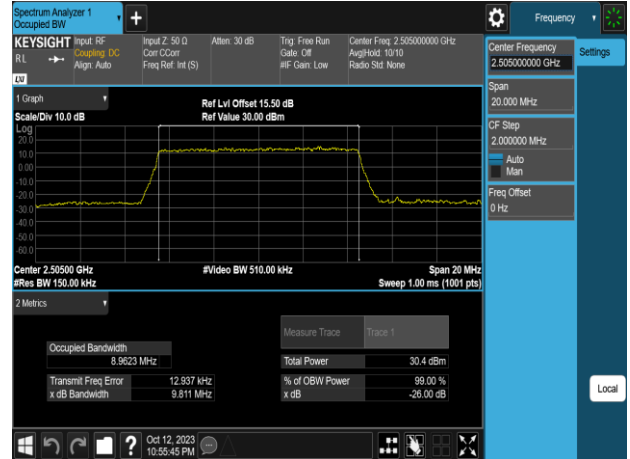 Spectrum Analyzer 1
Occupied BW
Frequency
KEYSIGHT
RL
Input: RF
Coupling: DC
Align: Auto
Input Z: 50 Ω
Corr CCorr
Freq Ref: Int (S)
Atten: 30 dB
Trig: Free Run
Gate: Off
#IF Gain: Low
Center Freq: 2.505000000 GHz
Avg|Hold: 10/10
Radio Std: None
LXI
1 Graph
Scale/Div 10.0 dB
Ref Lvl Offset 15.50 dB
Ref Value 30.00 dBm
Log
20.0
10.0
0.00
-10.0
-20.0
-30.0
-40.0
-50.0
-60.0
Center 2.50500 GHz
#Res BW 150.00 kHz
#Video BW 510.00 kHz
Span 20 MHz
Sweep 1.00 ms (1001 pts)
2 Metrics
Measure Trace
Trace 1
Occupied Bandwidth
8.9623 MHz
Total Power
30.4 dBm
Transmit Freq Error
12.937 kHz
% of OBW Power
99.00 %
x dB Bandwidth
9.811 MHz
x dB
-26.00 dB
Oct 12, 2023
10:55:45 PM
Center Frequency
2.505000000 GHz
Settings
Span
20.000 MHz
CF Step
2.000000 MHz
Auto
Man
Freq Offset
0 Hz
Local